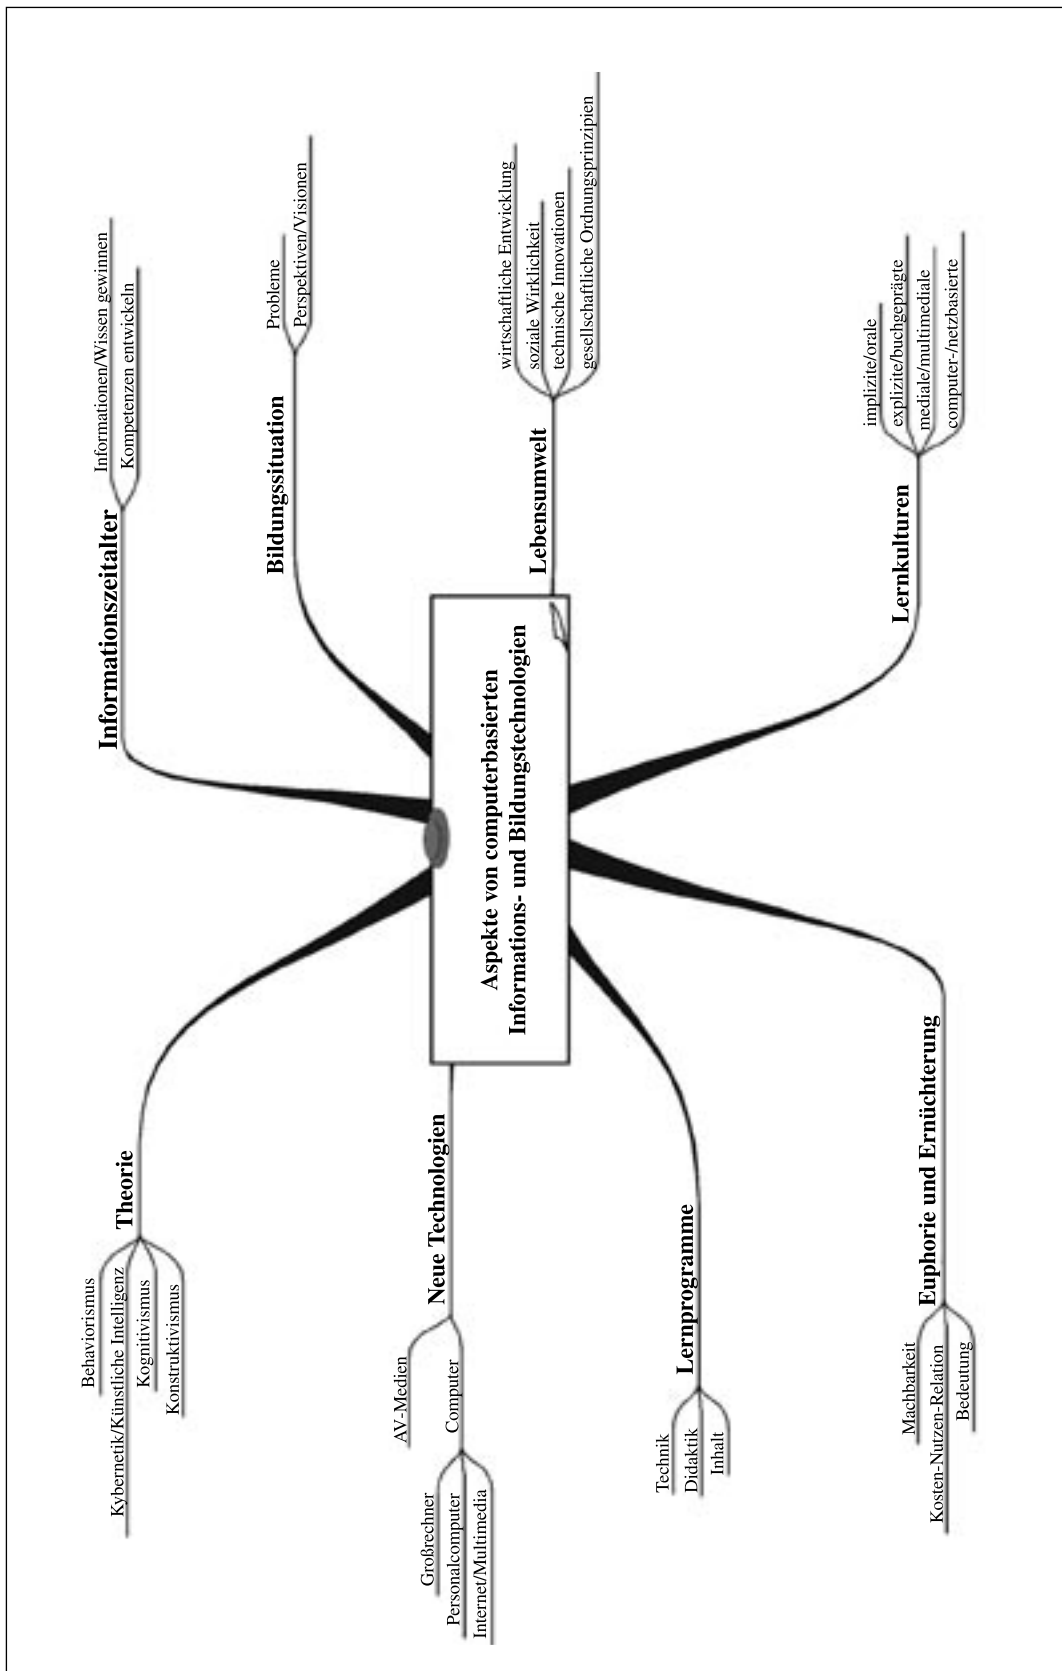 Aspekte von computerbasierten
Informations- und Bildungstechnologien
Informationszeitalter
Informationen/Wissen gewinnen
Kompetenzen entwickeln
Bildungssituation
Probleme
Perspektiven/Visionen
Lebensumwelt
wirtschaftliche Entwicklung
soziale Wirklichkeit
technische Innovationen
gesellschaftliche Ordnungsprinzipien
Lernkulturen
implizite/orale
explizite/buchgeprägte
mediale/multimediale
computer-/netzbasierte
Euphorie und Ernüchterung
Machbarkeit
Kosten-Nutzen-Relation
Bedeutung
Lernprogramme
Technik
Didaktik
Inhalt
Neue Technologien
AV-Medien
Computer
Großrechner
Personalcomputer
Internet/Multimedia
Theorie
Behaviorismus
Kybernetik/Künstliche Intelligenz
Kognitivismus
Konstruktivismus